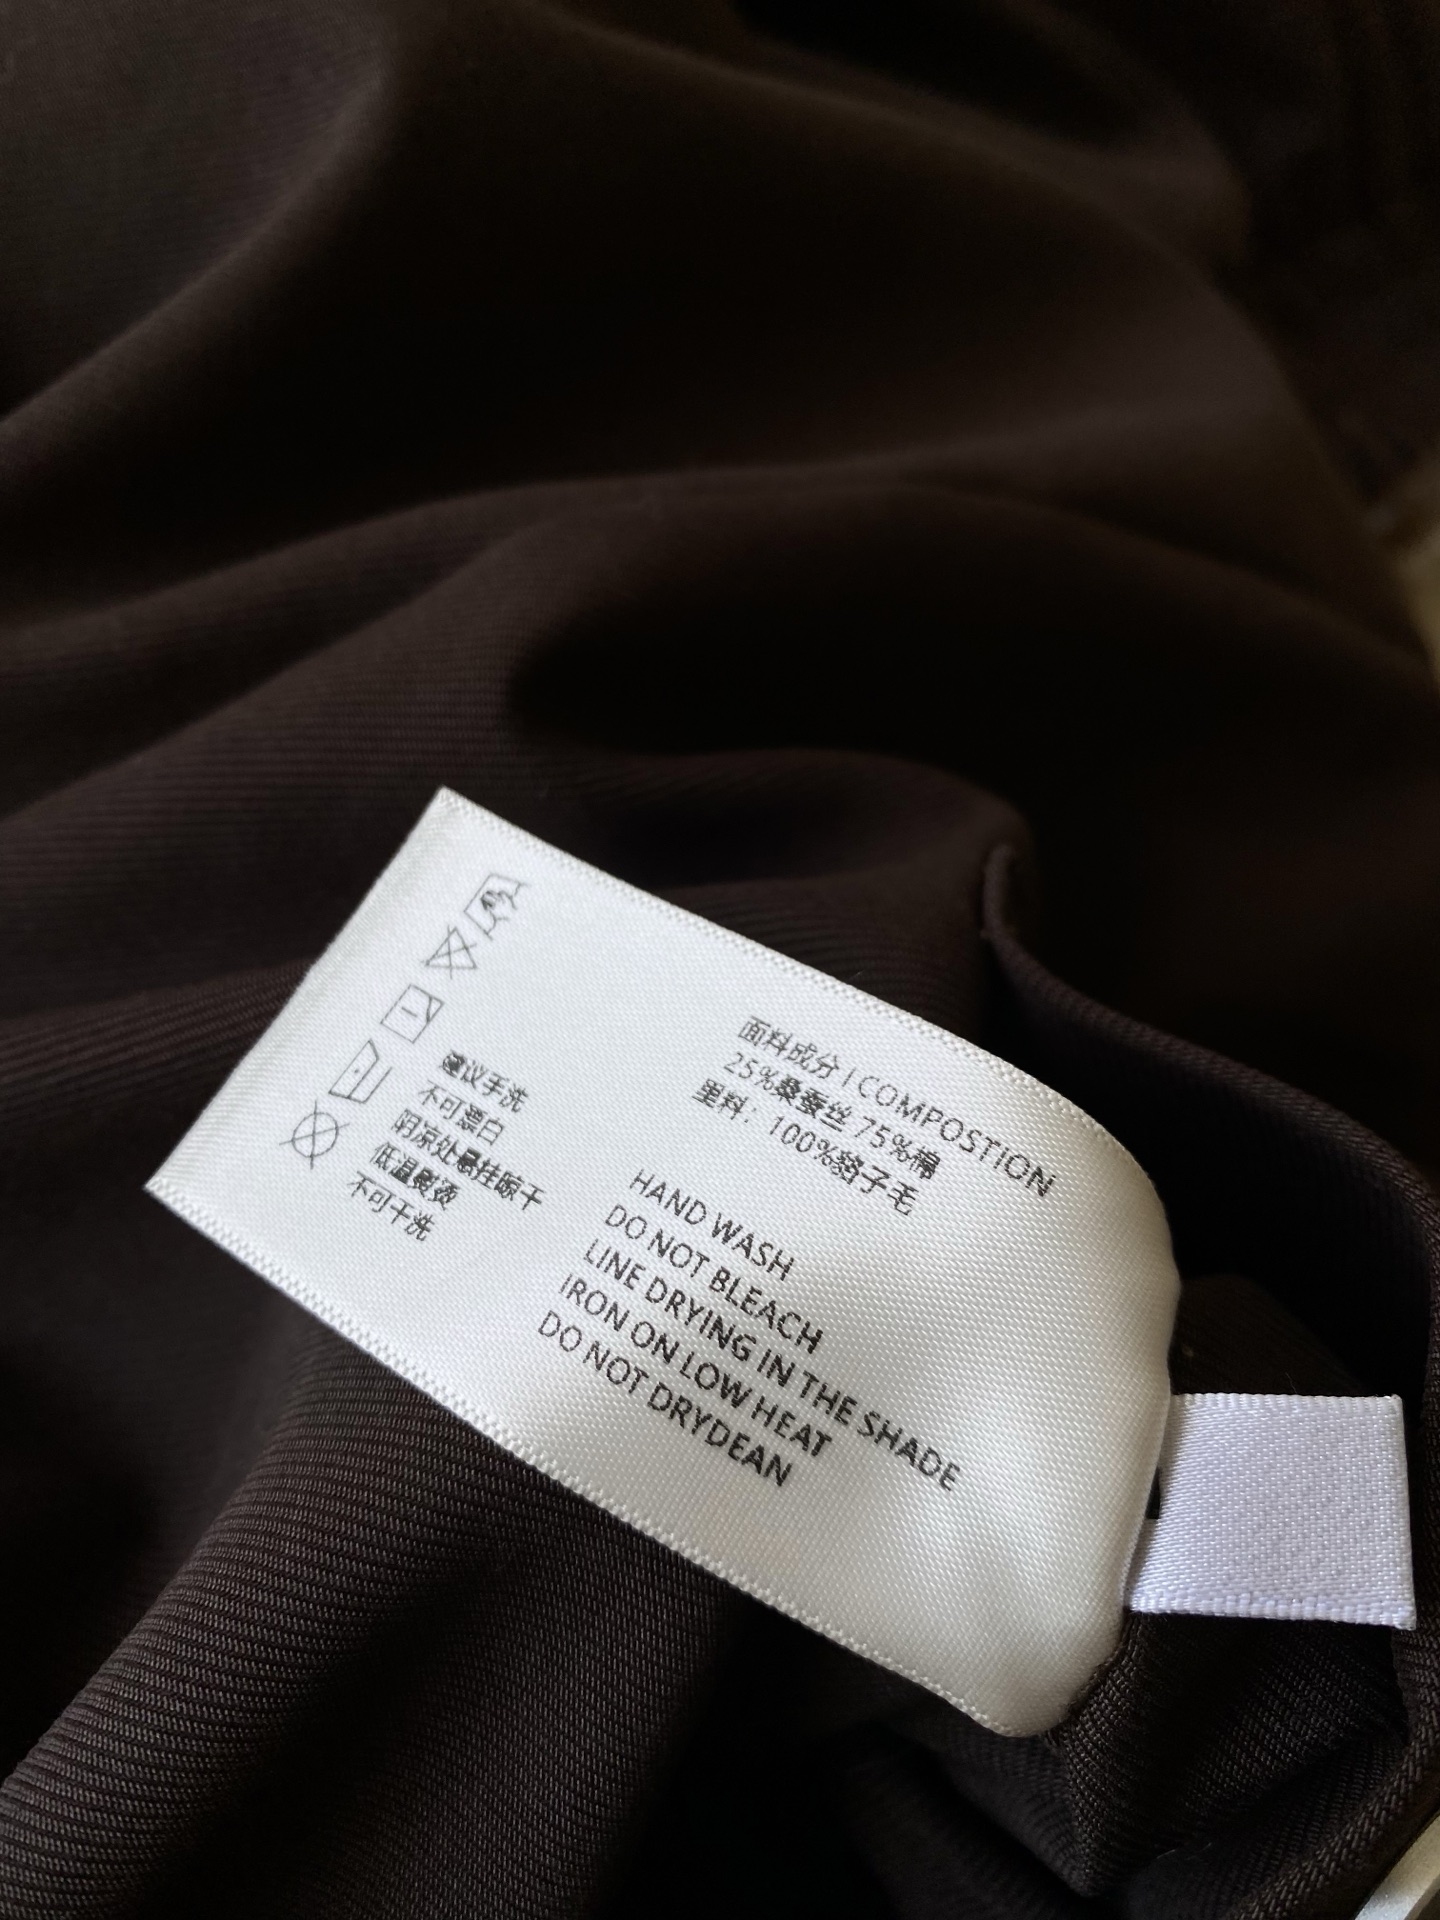 面料成分 | COMPOSTION
25%桑蚕丝 75%棉
里料：100%貉子毛
建议手洗
不可漂白
阴凉处悬挂晾干
低温熨烫
不可干洗
HAND WASH
DO NOT BLEACH
LINE DRYING IN THE SHADE
IRON ON LOW HEAT
DO NOT DRYDEAN